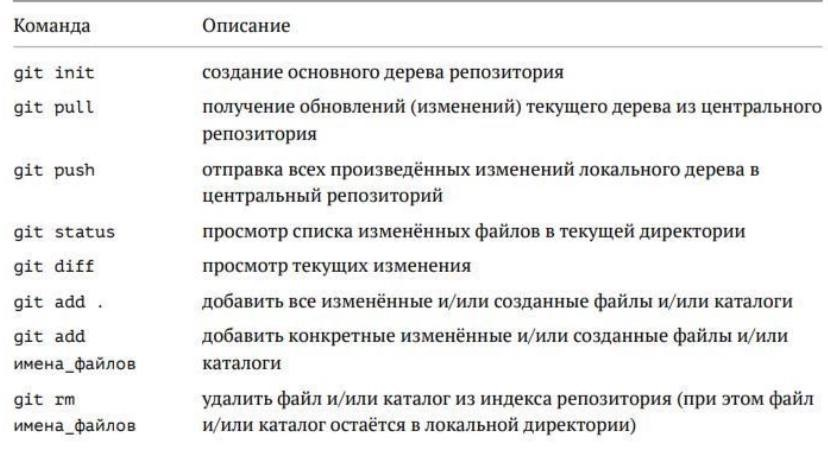 Команда Описание
git init создание основного дерева репозитория
git pull получение обновлений (изменений) текущего дерева из центрального
репозитория
git push отправка всех произведённых изменений локального дерева в
центральный репозиторий
git status просмотр списка изменённых файлов в текущей директории
git diff просмотр текущих изменения
git add . добавить все изменённые и/или созданные файлы и/или каталоги
git add добавить конкретные изменённые и/или созданные файлы и/или
имена_файлов каталоги
git rm удалить файл и/или каталог из индекса репозитория (при этом файл
имена_файлов и/или каталог остаётся в локальной директории)